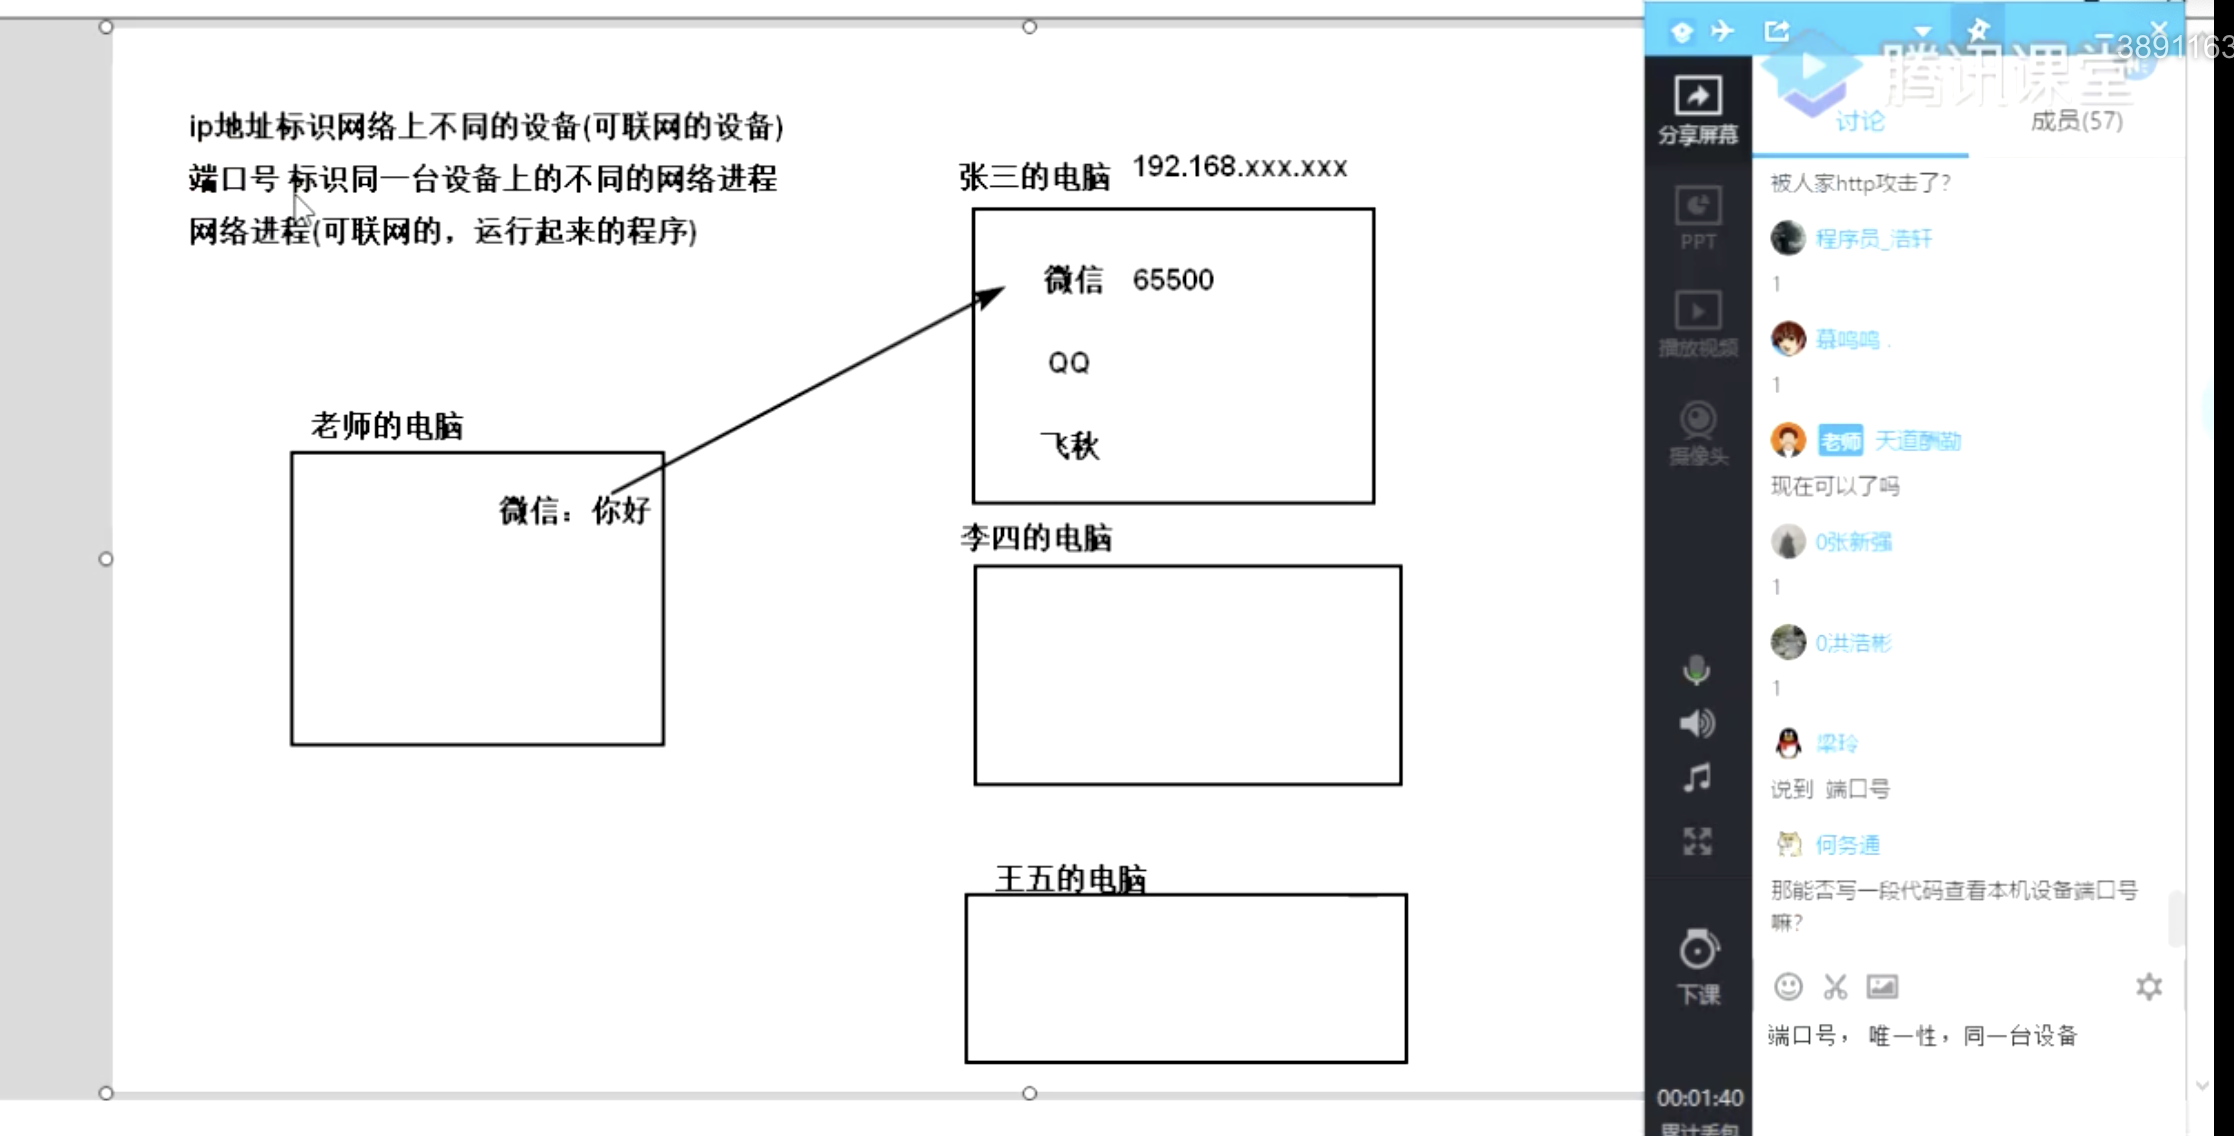 ip地址标识网络上不同的设备(可联网的设备)
端口号 标识同一台设备上的不同的网络进程
网络进程(可联网的，运行起来的程序)
张三的电脑 192.168.xxx.xxx
微信 65500
QQ
飞秋
老师的电脑
微信：你好
李四的电脑
王五的电脑
3891163
腾讯课堂
分享屏幕
PPT
播放视频
摄像头
下课
00:01:40
累计丢包
讨论 成员(57)
被人家http攻击了?
程序员_浩轩
1
慕鸣鸣 .
1
老师 天道酬勤
现在可以了吗
0张新强
1
0洪浩彬
1
梁玲
说到 端口号
何务通
那能否写一段代码查看本机设备端口号
嘛?
端口号， 唯一性，同一台设备